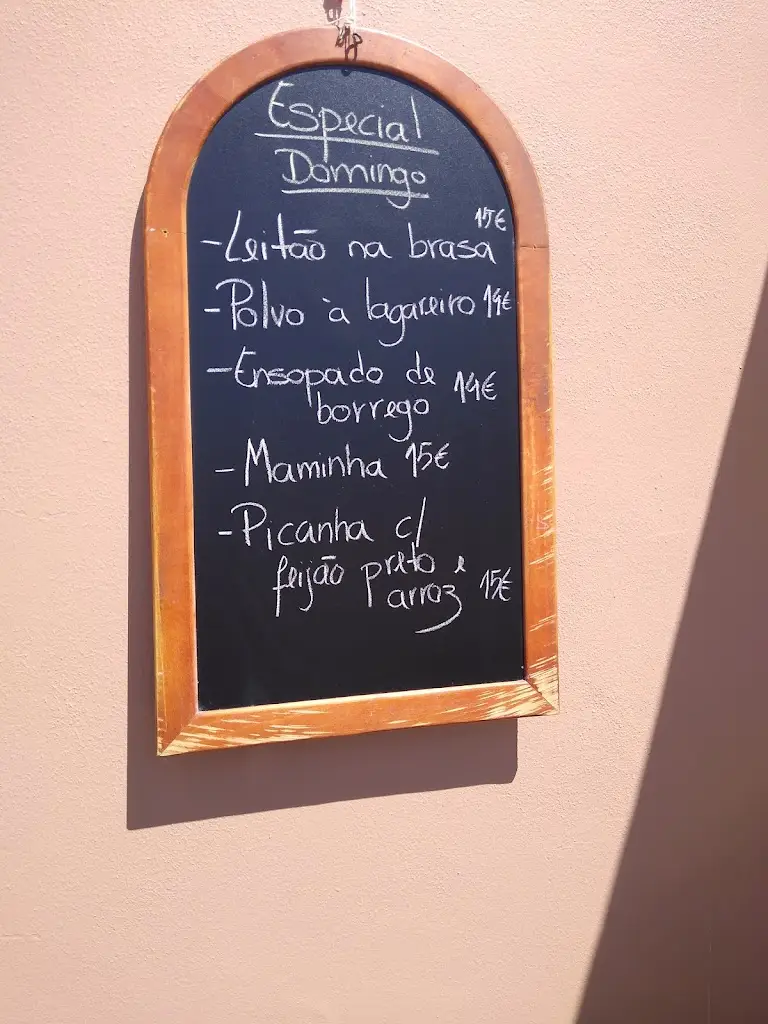 Especial
Domingo
-Leitão na brasa 15€
-Polvo à lagareiro 14€
-Ensopado de
borrego 14€
-Maminha 15€
-Picanha c/
feijão preto e
arroz 15€